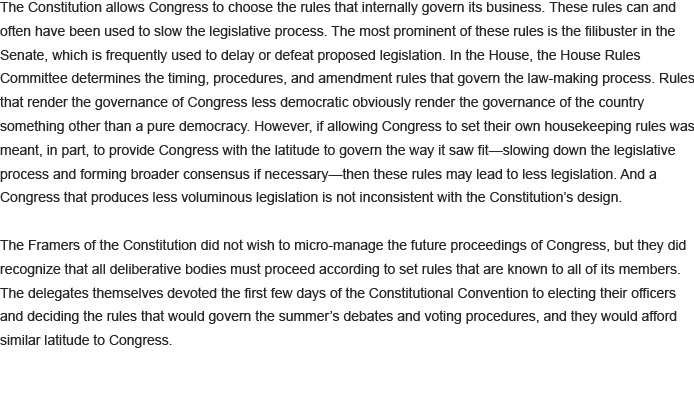 The Constitution allows Congress to choose the rules that internally govern its business. These rules can and
often have been used to slow the legislative process. The most prominent of these rules is the filibuster in the
Senate, which is frequently used to delay or defeat proposed legislation. In the House, the House Rules
Committee determines the timing, procedures, and amendment rules that govern the law-making process. Rules
that render the governance of Congress less democratic obviously render the governance of the country
something other than a pure democracy. However, if allowing Congress to set their own housekeeping rules was
meant, in part, to provide Congress with the latitude to govern the way it saw fit—slowing down the legislative
process and forming broader consensus if necessary—then these rules may lead to less legislation. And a
Congress that produces less voluminous legislation is not inconsistent with the Constitution’s design.

The Framers of the Constitution did not wish to micro-manage the future proceedings of Congress, but they did
recognize that all deliberative bodies must proceed according to set rules that are known to all of its members.
The delegates themselves devoted the first few days of the Constitutional Convention to electing their officers
and deciding the rules that would govern the summer’s debates and voting procedures, and they would afford
similar latitude to Congress.